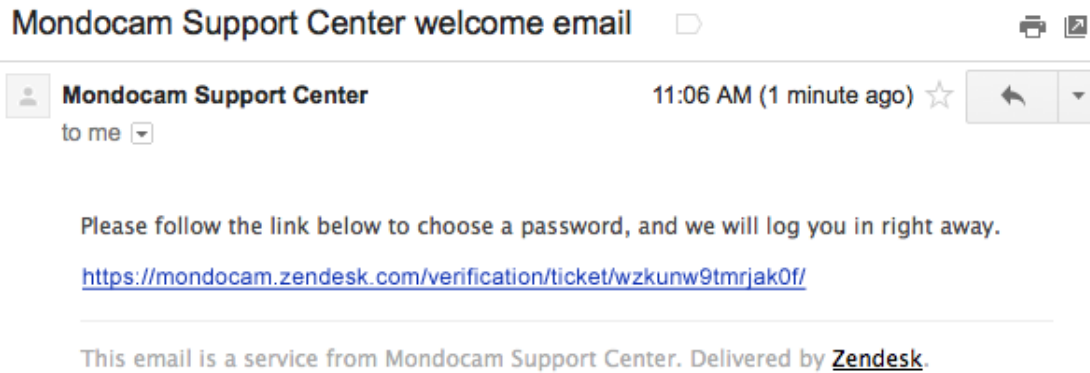 Mondocam Support Center welcome email
Mondocam Support Center 11:06 AM (1 minute ago)
to me
Please follow the link below to choose a password, and we will log you in right away.
https://mondocam.zendesk.com/verification/ticket/wzkunw9tmrjak0f/
This email is a service from Mondocam Support Center. Delivered by Zendesk.